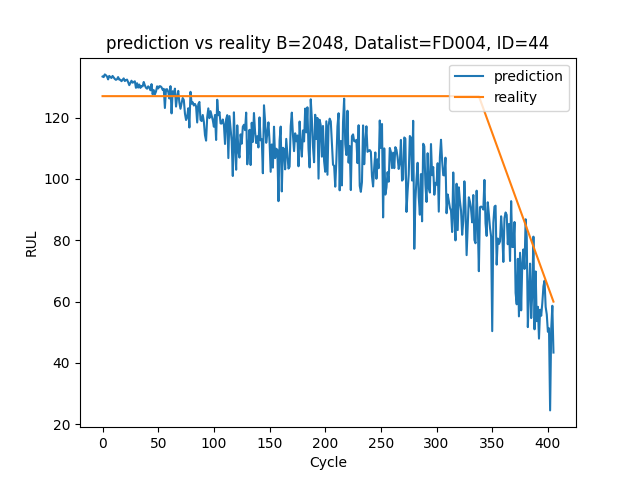 prediction vs reality B=2048, Datalist=FD004, ID=44
prediction
reality
RUL
120
100
80
60
40
20
0 50 100 150 200 250 300 350 400
Cycle